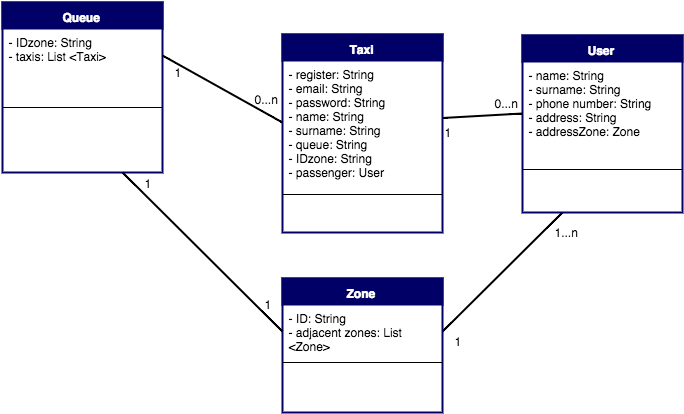 Queue
- IDzone: String
- taxis: List <Taxi>
1
0...n
1
Taxi
- register: String
- email: String
- password: String
- name: String
- surname: String
- queue: String
- IDzone: String
- passenger: User
1
0...n
User
- name: String
- surname: String
- phone number: String
- address: String
- addressZone: Zone
1...n
1
Zone
- ID: String
- adjacent zones: List
<Zone>
1